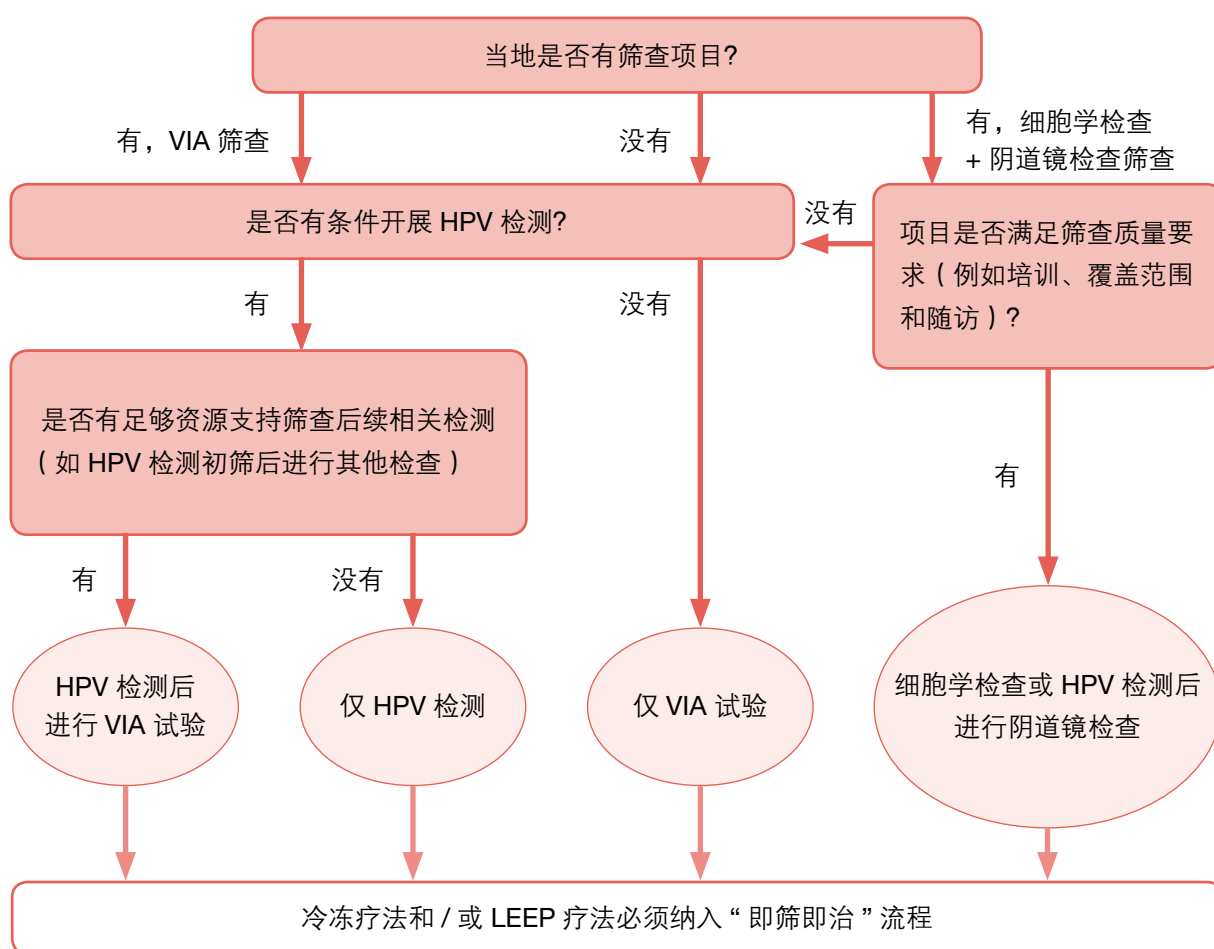 当地是否有筛查项目?
有，VIA 筛查
没有
有，细胞学检查
+ 阴道镜检查筛查
是否有条件开展 HPV 检测?
没有
项目是否满足筛查质量要
求（例如培训、覆盖范围
和随访）?
有
没有
是否有足够资源支持筛查后续相关检测
（如 HPV 检测初筛后进行其他检查）
有
有
没有
HPV 检测后
进行 VIA 试验
仅 HPV 检测
仅 VIA 试验
细胞学检查或 HPV 检测后
进行阴道镜检查
冷冻疗法和 / 或 LEEP 疗法必须纳入 “ 即筛即治 ” 流程